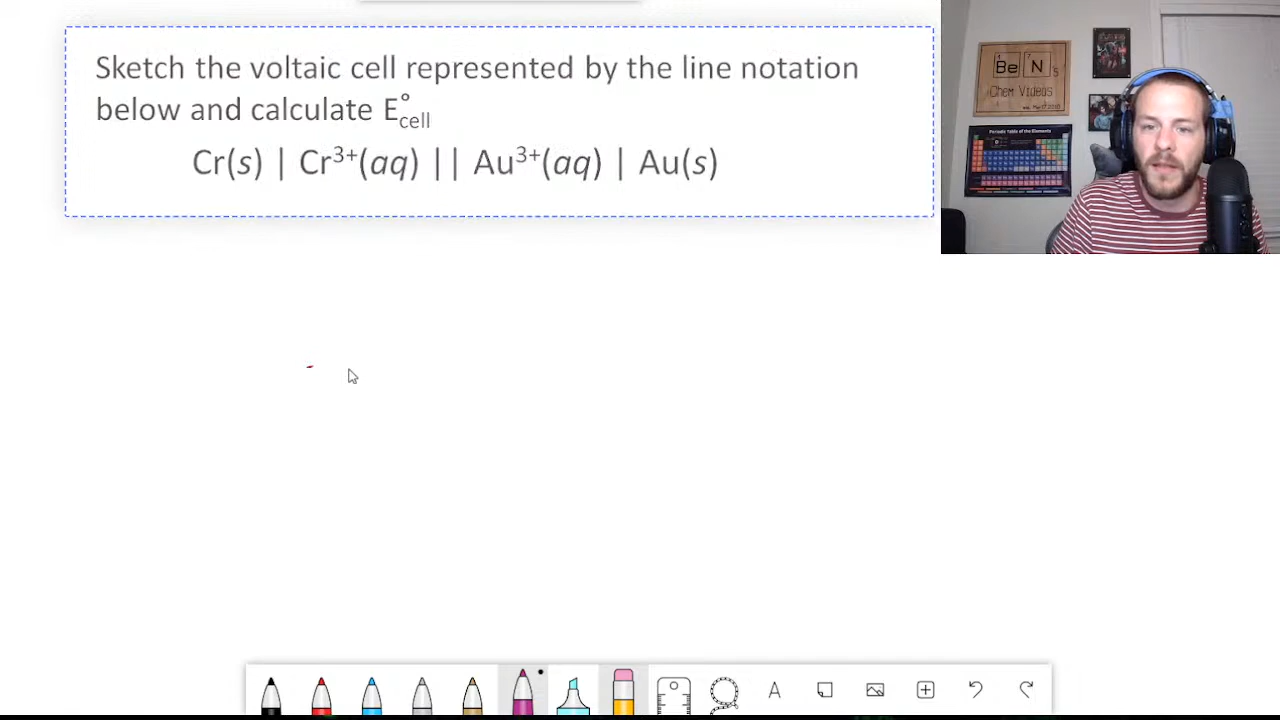 Sketch the voltaic cell represented by the line notation
below and calculate E°cell
Cr(s) | Cr³⁺(aq) || Au³⁺(aq) | Au(s)
Be N 's
Chem Videos
Periodic Table of the Elements
A